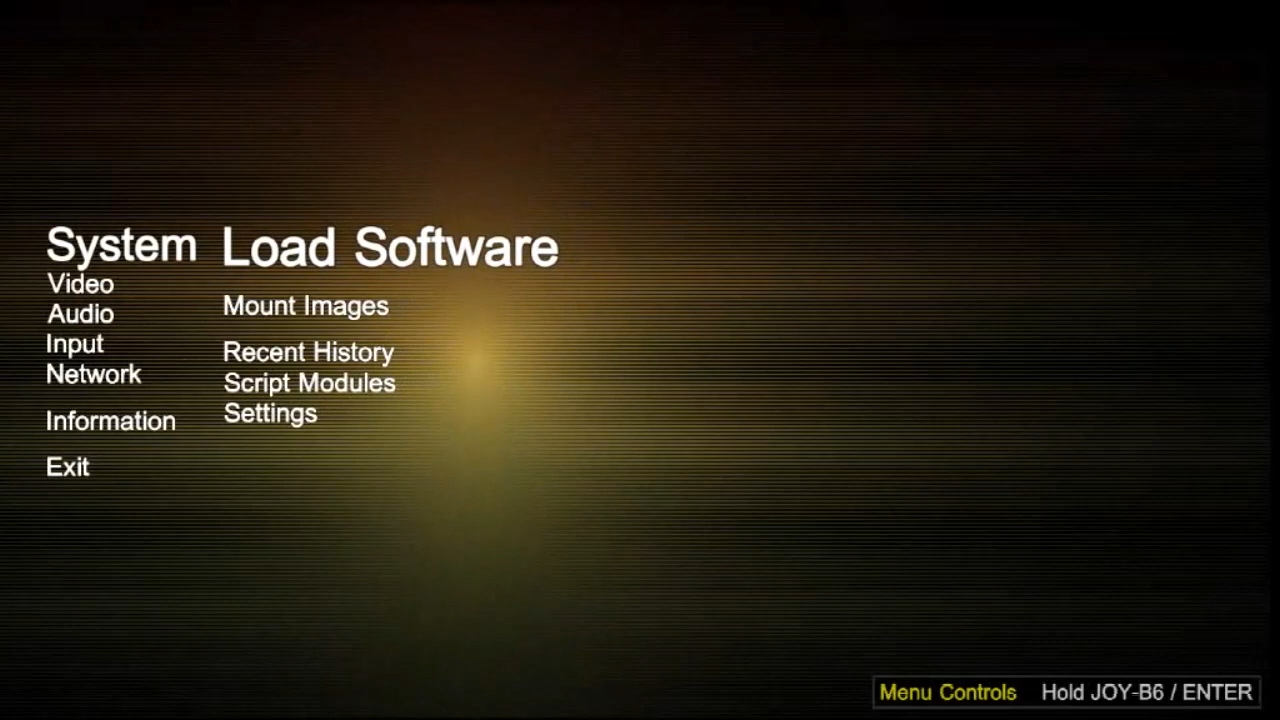 System
Video
Audio
Input
Network
Information
Exit
Load Software
Mount Images
Recent History
Script Modules
Settings
Menu Controls Hold JOY-B6 / ENTER